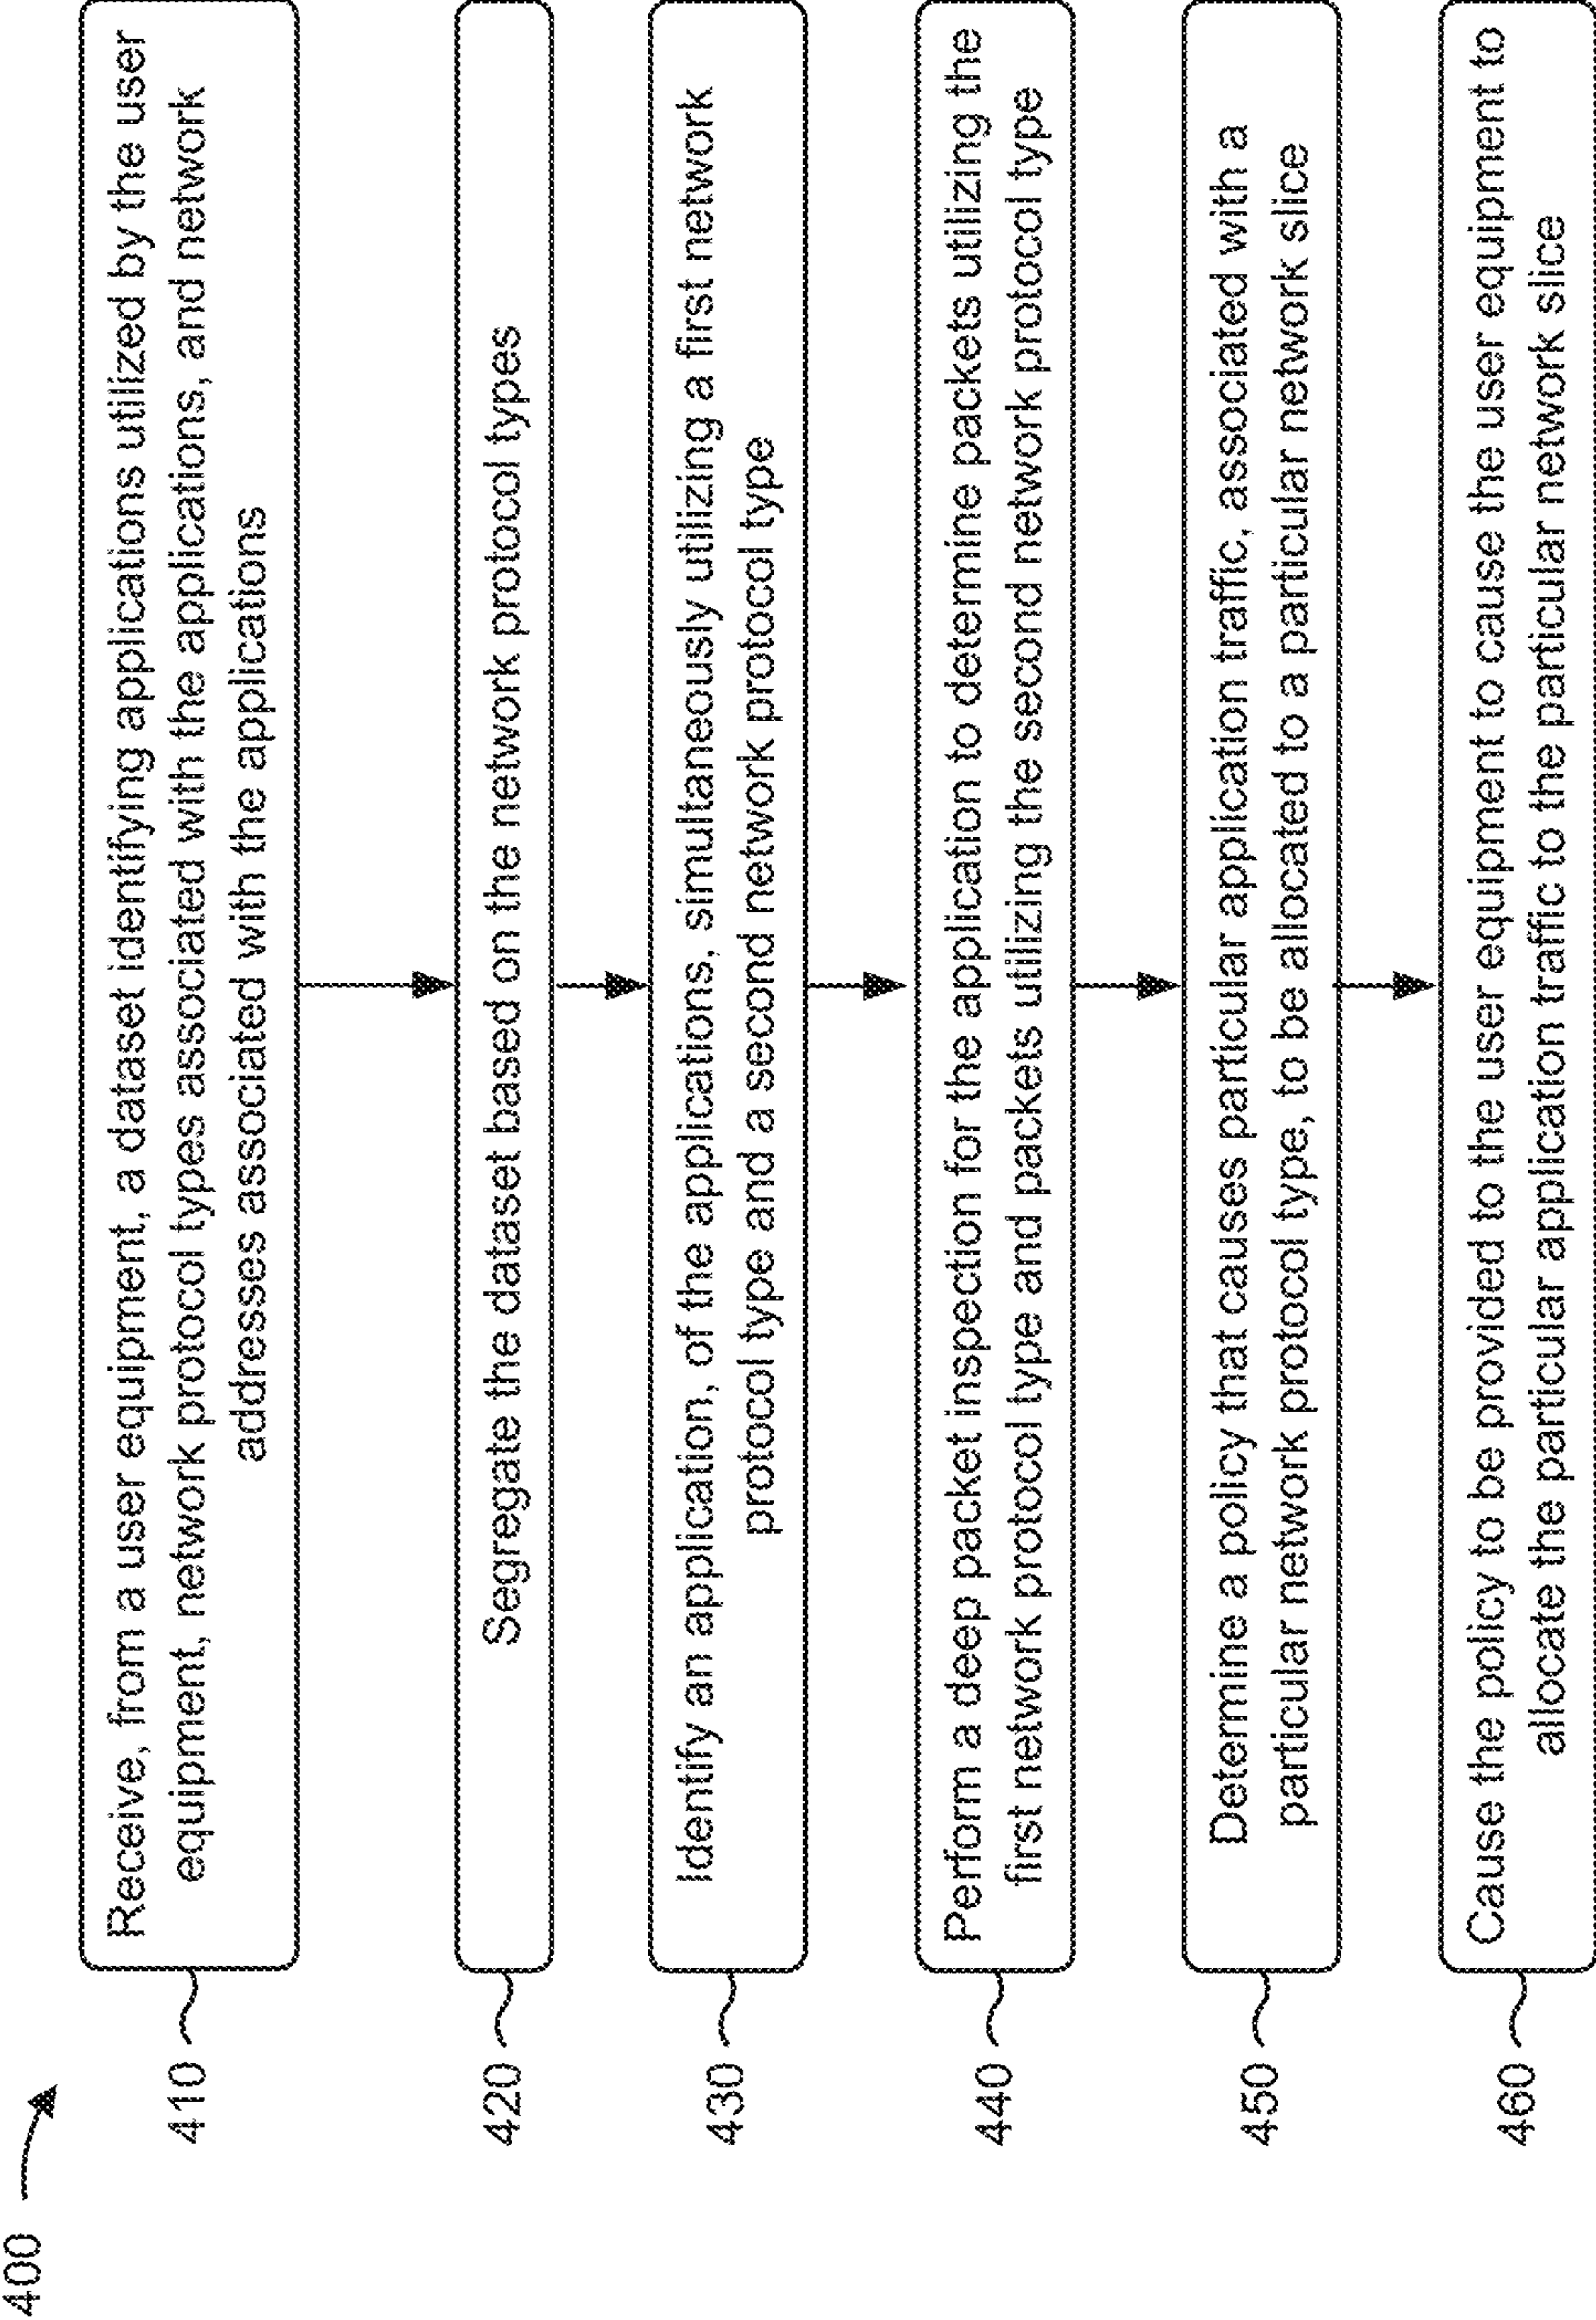 400
410
Receive, from a user equipment, a dataset identifying applications utilized by the user
equipment, network protocol types associated with the applications, and network
addresses associated with the applications
420
Segregate the dataset based on the network protocol types
430
Identify an application, of the applications, simultaneously utilizing a first network
protocol type and a second network protocol type
440
Perform a deep packet inspection for the application to determine packets utilizing the
first network protocol type and packets utilizing the second network protocol type
450
Determine a policy that causes particular application traffic, associated with a
particular network protocol type, to be allocated to a particular network slice
460
Cause the policy to be provided to the user equipment to cause the user equipment to
allocate the particular application traffic to the particular network slice